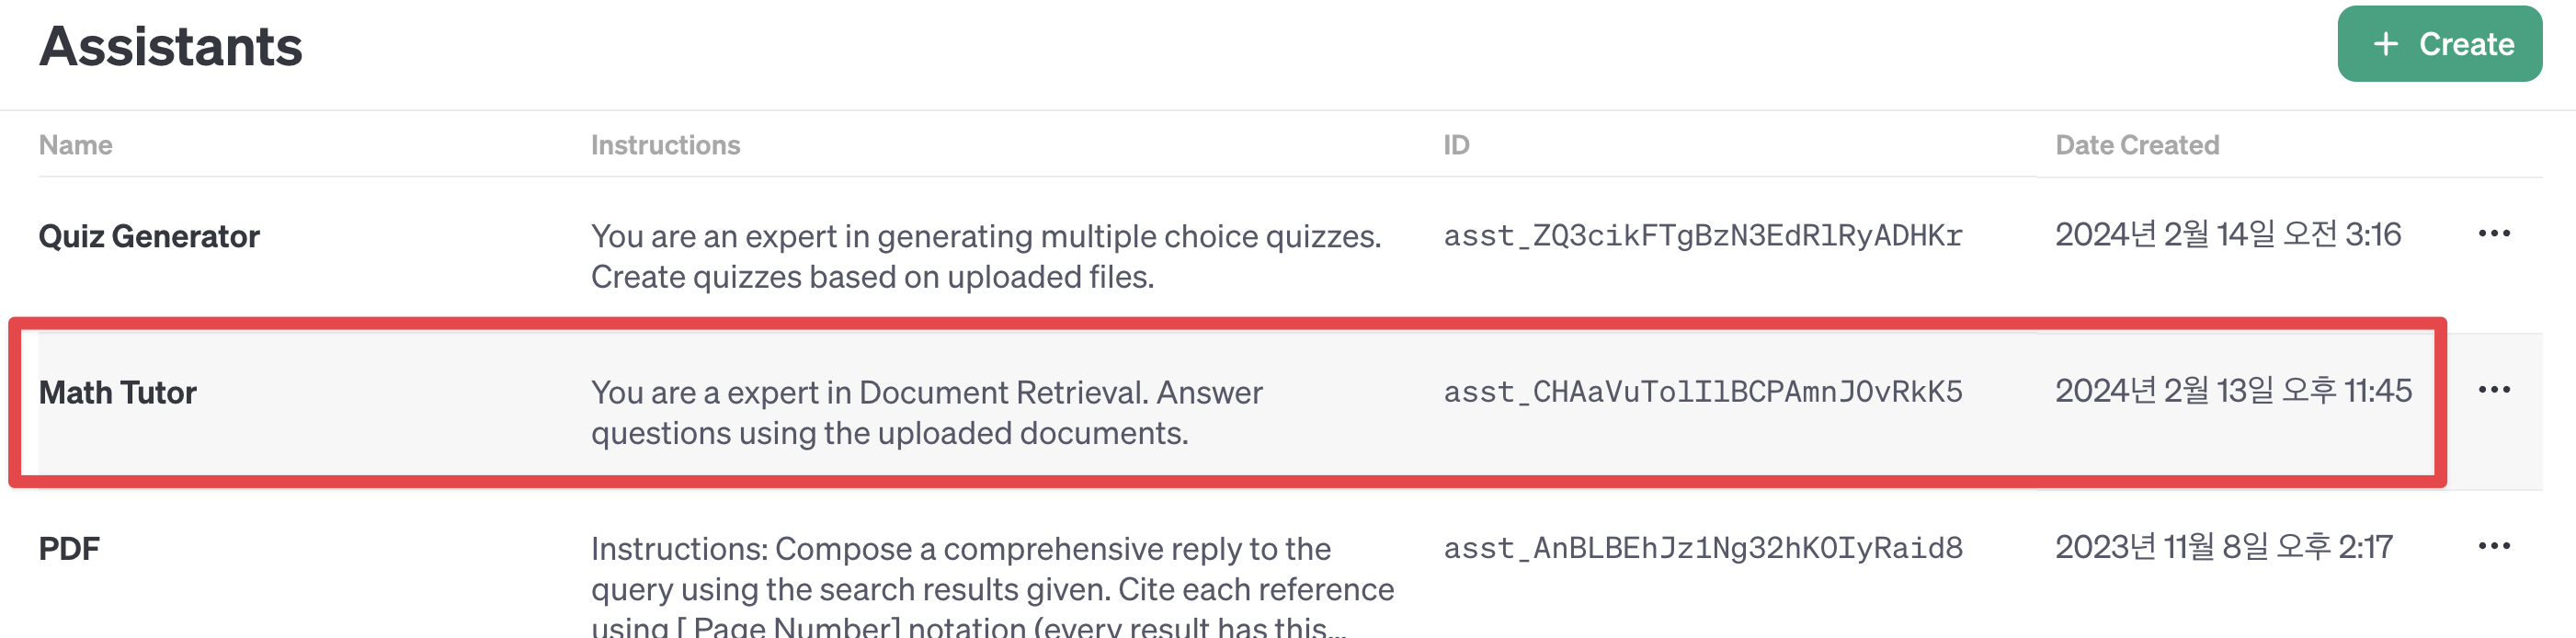 Assistants
+ Create
Name Instructions ID Date Created
Quiz Generator You are an expert in generating multiple choice quizzes. asst_ZQ3cikFTgBzN3EdRlRyADHKr 2024년 2월 14일 오전 3:16 •••
Create quizzes based on uploaded files.
Math Tutor You are a expert in Document Retrieval. Answer asst_CHAaVuTolIlBCPAmnJOvRkK5 2024년 2월 13일 오후 11:45 •••
questions using the uploaded documents.
PDF Instructions: Compose a comprehensive reply to the asst_AnBLBEhJz1Ng32hKOIyRaid8 2023년 11월 8일 오후 2:17 •••
query using the search results given. Cite each reference
using [ Page Number] notation (every result has this...